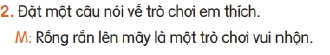 2. Đặt một câu nói về trò chơi em thích.
M: Rồng rắn lên mây là một trò chơi vui nhộn.